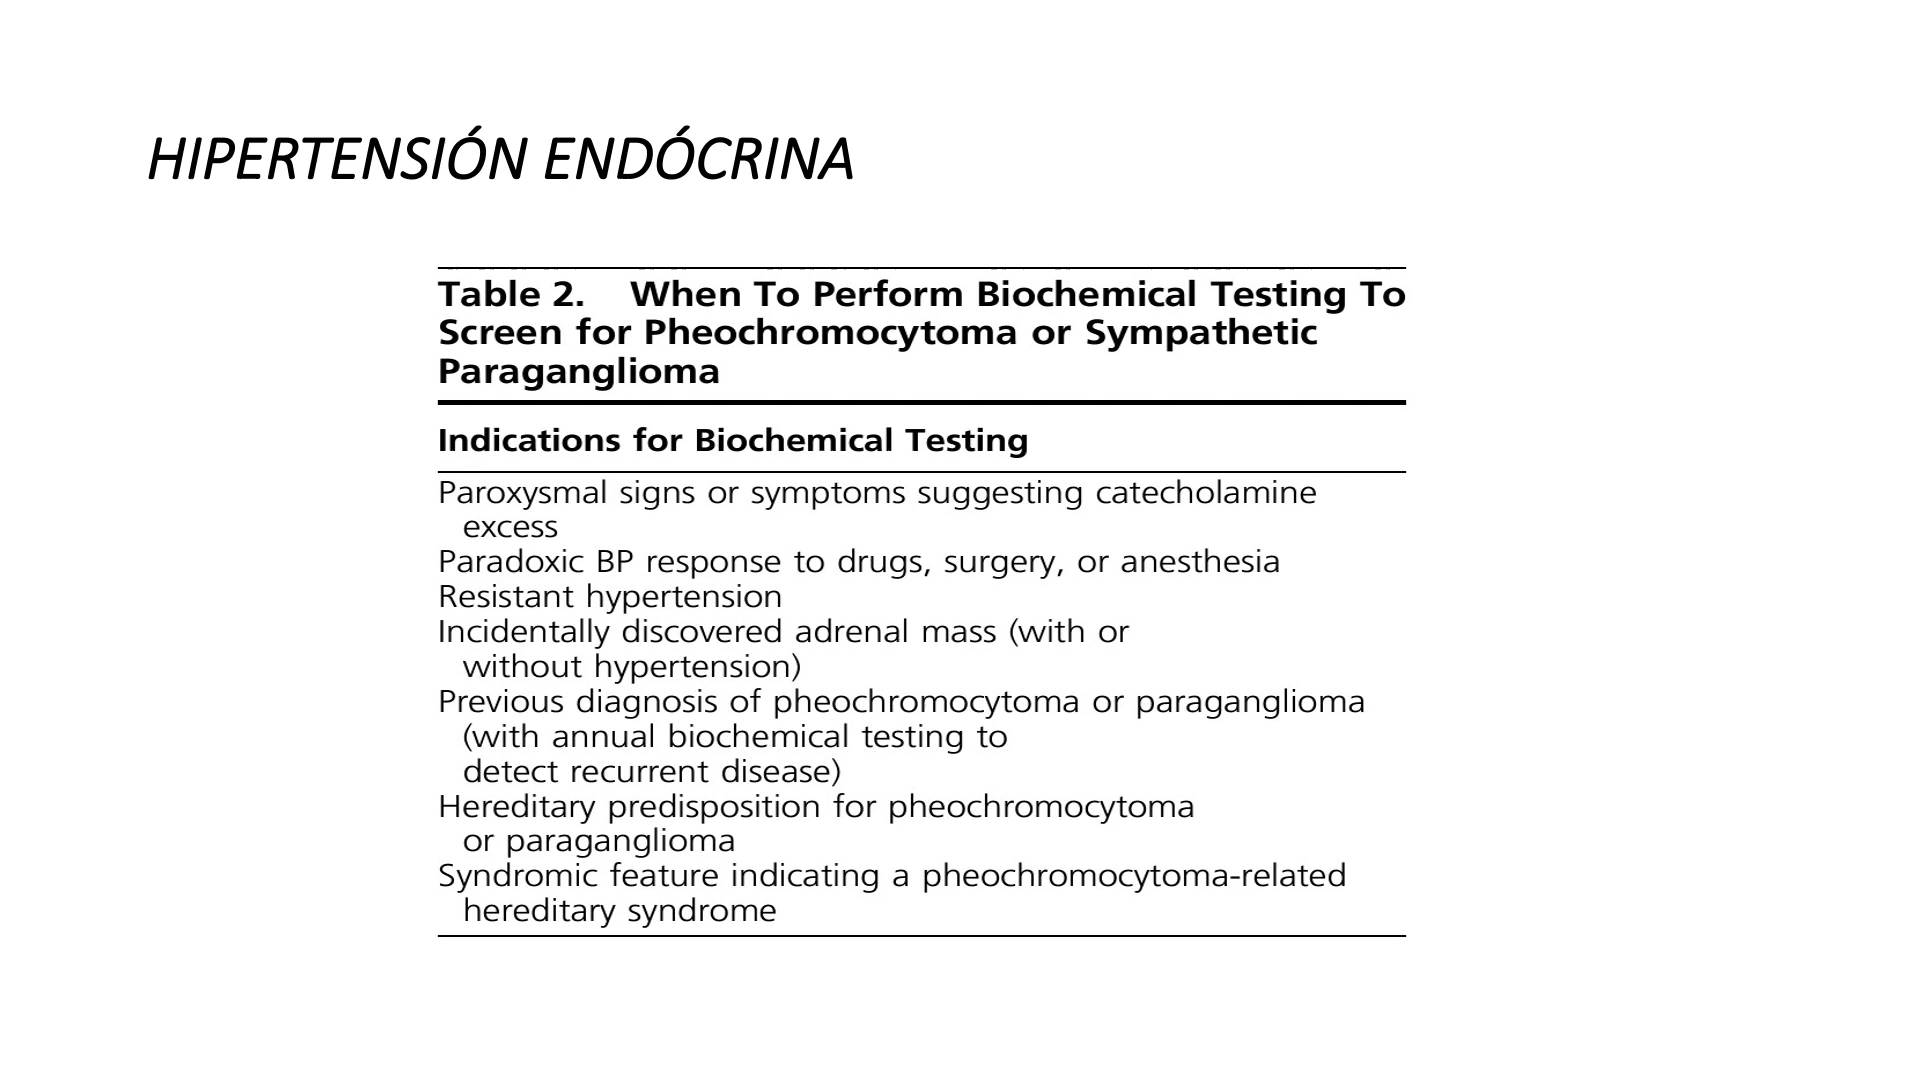 HIPERTENSIÓN ENDÓCRINA
Table 2. When To Perform Biochemical Testing To
Screen for Pheochromocytoma or Sympathetic
Paraganglioma
Indications for Biochemical Testing
Paroxysmal signs or symptoms suggesting catecholamine
excess
Paradoxic BP response to drugs, surgery, or anesthesia
Resistant hypertension
Incidentally discovered adrenal mass (with or
without hypertension)
Previous diagnosis of pheochromocytoma or paraganglioma
(with annual biochemical testing to
detect recurrent disease)
Hereditary predisposition for pheochromocytoma
or paraganglioma
Syndromic feature indicating a pheochromocytoma-related
hereditary syndrome